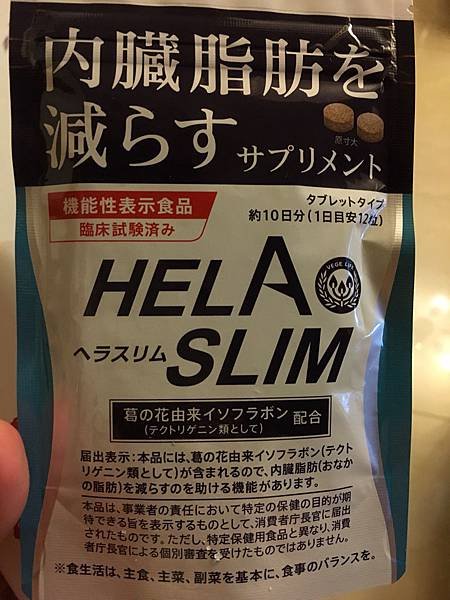 内臓脂肪を
減らす サプリメント
原寸大
機能性表示食品
臨床試験済み
タブレットタイプ
約10日分(1日目安12粒)
HELA
VEGE LIFE
ヘラスリム SLIM
葛の花由来イソフラボン
(テクトリゲニン類として)
配合
届出表示:本品には、葛の花由来イソフラボン(テクト
リゲニン類として)が含まれるので、内臓脂肪(おなか
の脂肪)を減らすのを助ける機能があります。
本品は、事業者の責任において特定の保健の目的が期
待できる旨を表示するものとして、消費者庁長官に届出
されたものです。ただし、特定保健用食品と異なり、消費
者庁長官による個別審査を受けたものではありません。
※食生活は、主食、主菜、副菜を基本に、食事のバランスを。